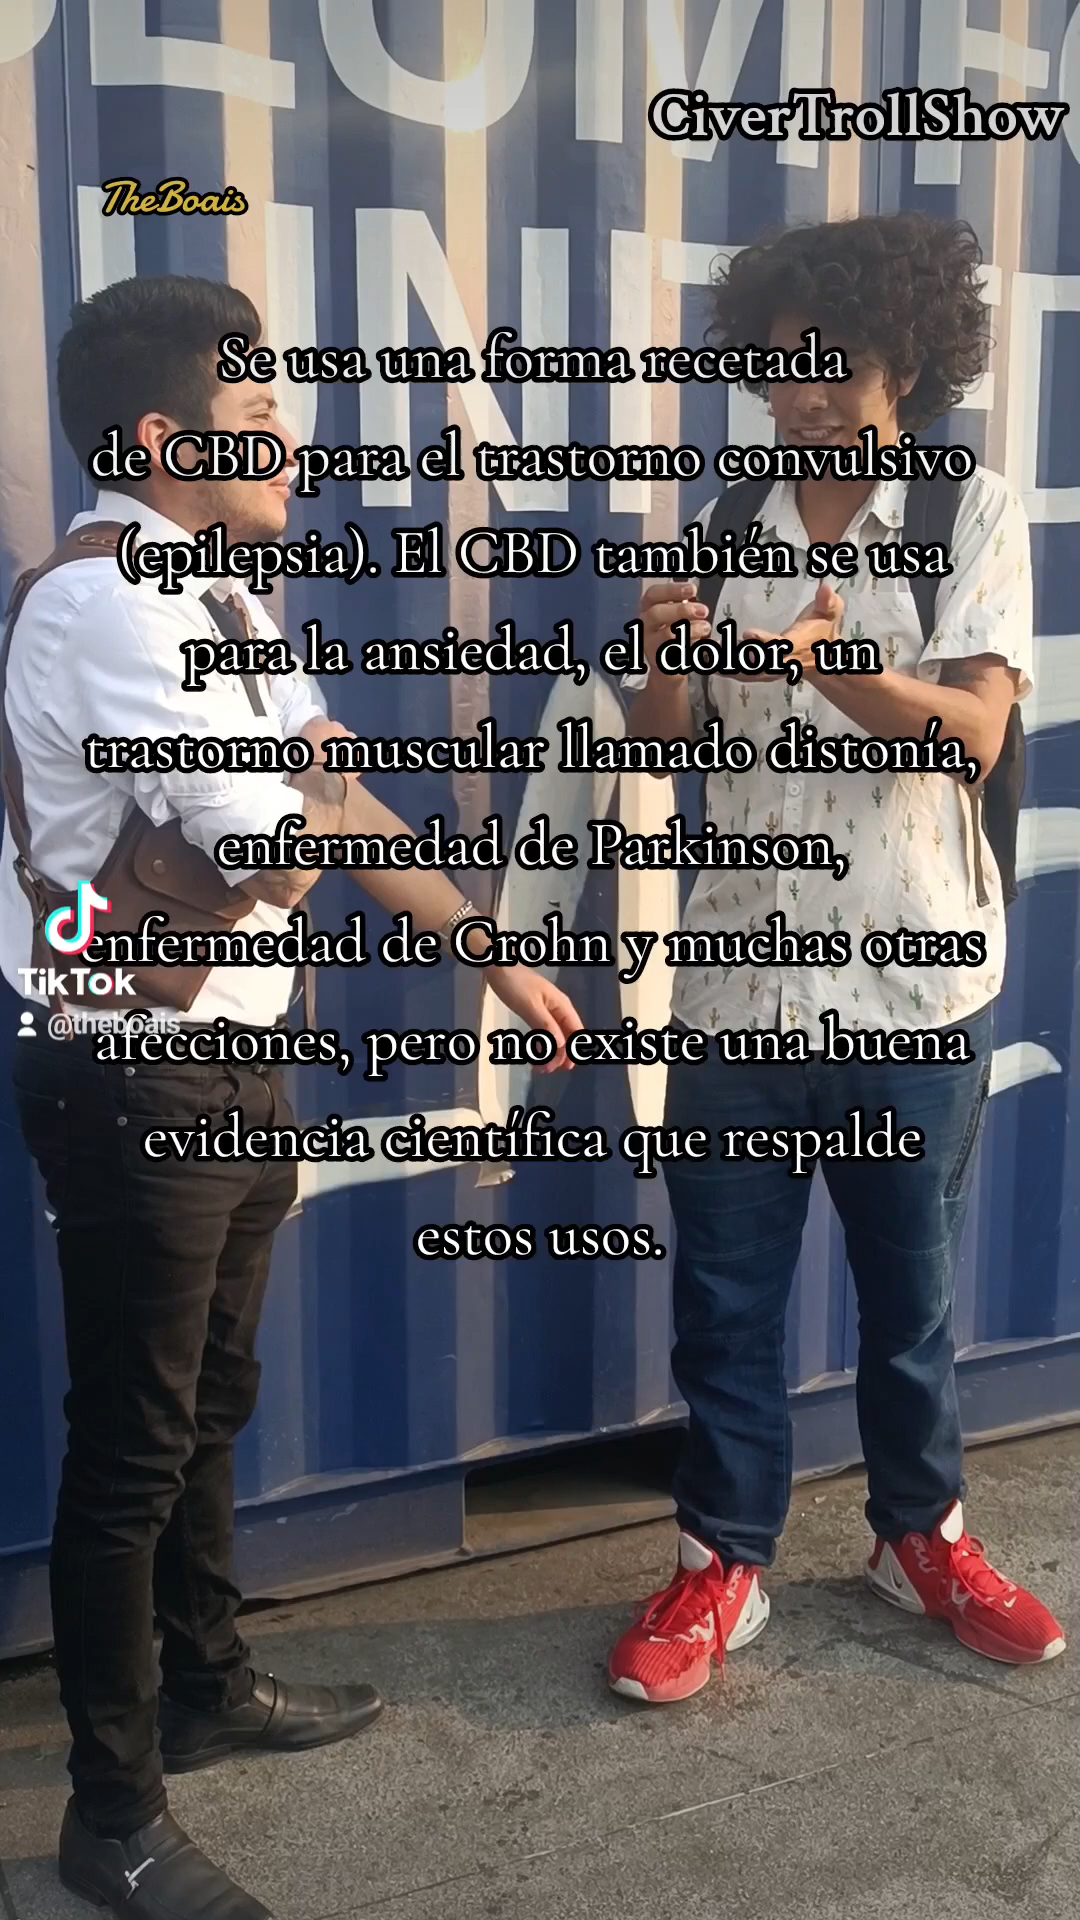 CiverTrollShow
TheBoais
Se usa una forma recetada
de CBD para el trastorno convulsivo
(epilepsia). El CBD también se usa
para la ansiedad, el dolor, un
trastorno muscular llamado distonía,
enfermedad de Parkinson,
enfermedad de Crohn y muchas otras
afecciones, pero no existe una buena
evidencia científica que respalde
estos usos.
TikTok
@theboais